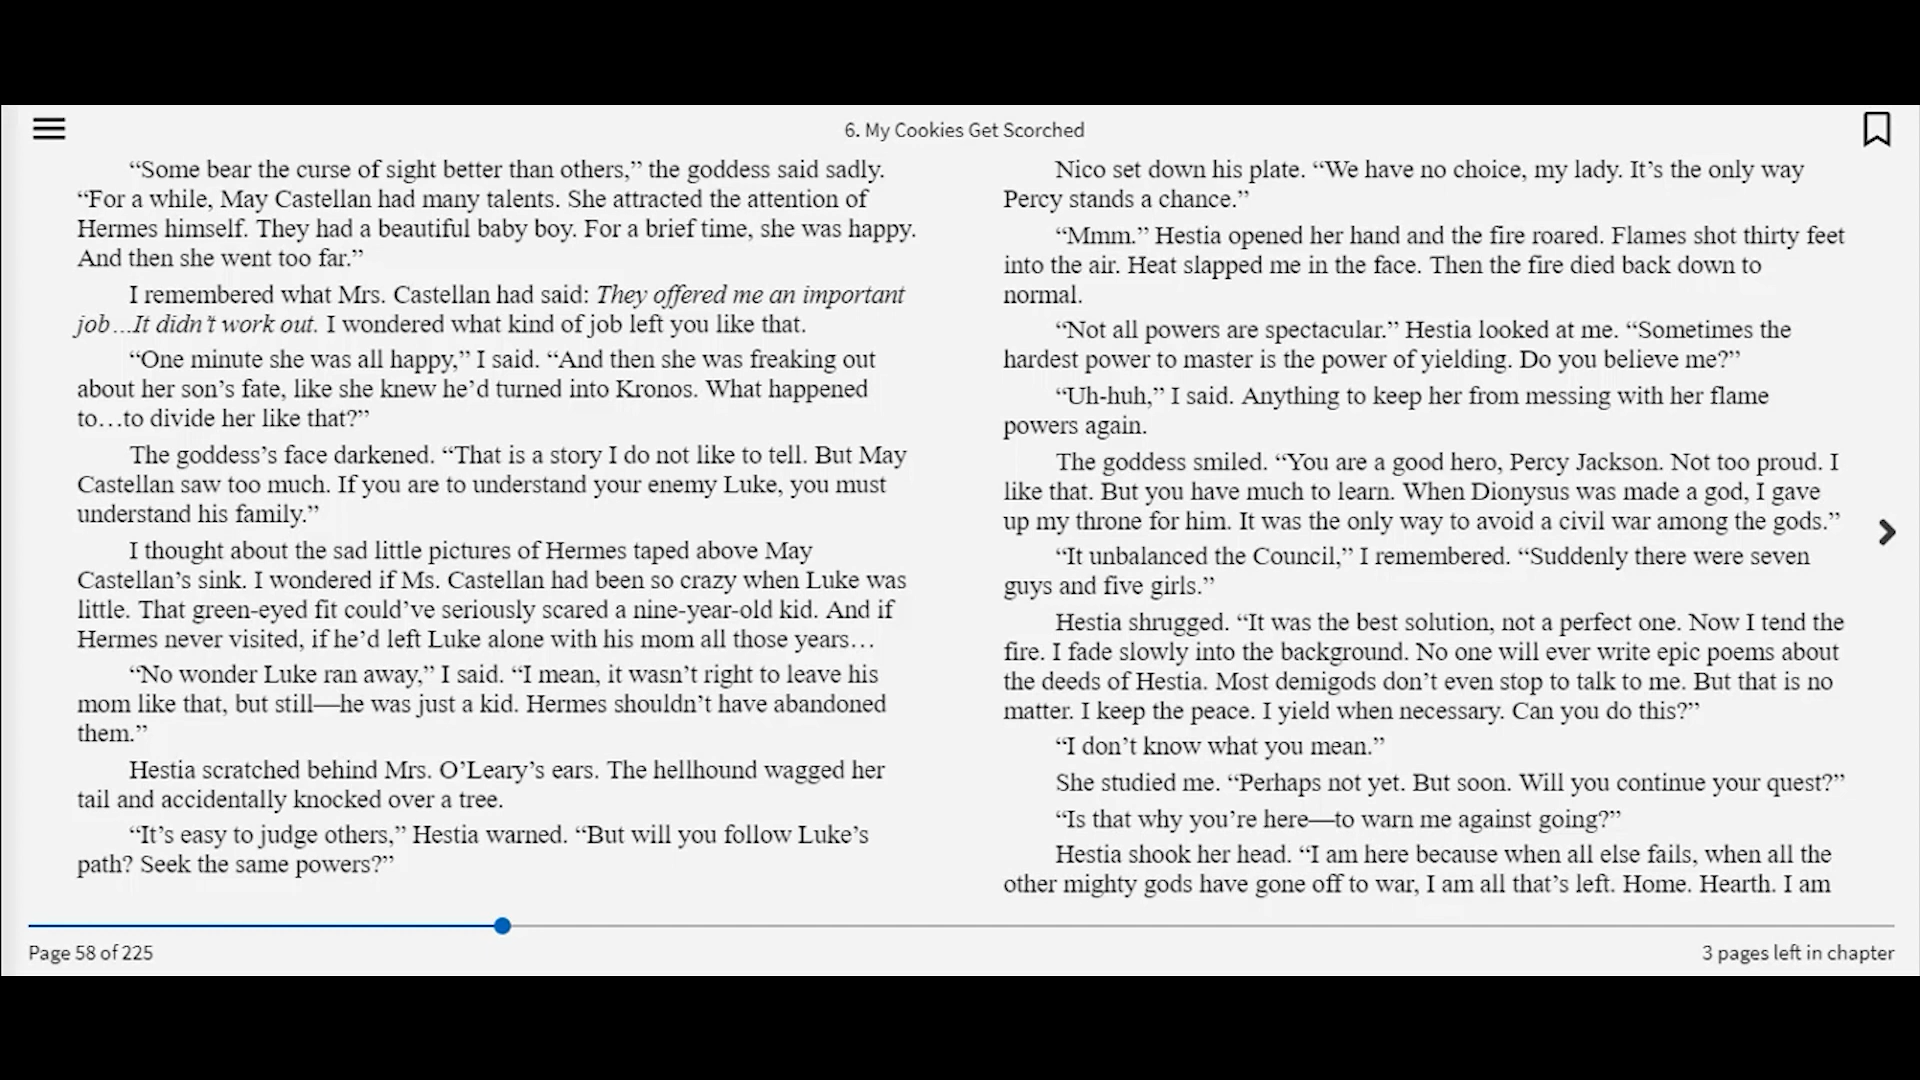 6. My Cookies Get Scorched
“Some bear the curse of sight better than others,” the goddess said sadly.
“For a while, May Castellan had many talents. She attracted the attention of
Hermes himself. They had a beautiful baby boy. For a brief time, she was happy.
And then she went too far.”
I remembered what Mrs. Castellan had said: They offered me an important
job…It didn’t work out. I wondered what kind of job left you like that.
“One minute she was all happy,” I said. “And then she was freaking out
about her son’s fate, like she knew he’d turned into Kronos. What happened
to…to divide her like that?”
The goddess’s face darkened. “That is a story I do not like to tell. But May
Castellan saw too much. If you are to understand your enemy Luke, you must
understand his family.”
I thought about the sad little pictures of Hermes taped above May
Castellan’s sink. I wondered if Ms. Castellan had been so crazy when Luke was
little. That green-eyed fit could’ve seriously scared a nine-year-old kid. And if
Hermes never visited, if he’d left Luke alone with his mom all those years…
“No wonder Luke ran away,” I said. “I mean, it wasn’t right to leave his
mom like that, but still—he was just a kid. Hermes shouldn’t have abandoned
them.”
Hestia scratched behind Mrs. O’Leary’s ears. The hellhound wagged her
tail and accidentally knocked over a tree.
“It’s easy to judge others,” Hestia warned. “But will you follow Luke’s
path? Seek the same powers?”
Nico set down his plate. “We have no choice, my lady. It’s the only way
Percy stands a chance.”
“Mmm.” Hestia opened her hand and the fire roared. Flames shot thirty feet
into the air. Heat slapped me in the face. Then the fire died back down to
normal.
“Not all powers are spectacular.” Hestia looked at me. “Sometimes the
hardest power to master is the power of yielding. Do you believe me?”
“Uh-huh,” I said. Anything to keep her from messing with her flame
powers again.
The goddess smiled. “You are a good hero, Percy Jackson. Not too proud. I
like that. But you have much to learn. When Dionysus was made a god, I gave
up my throne for him. It was the only way to avoid a civil war among the gods.”
“It unbalanced the Council,” I remembered. “Suddenly there were seven
guys and five girls.”
Hestia shrugged. “It was the best solution, not a perfect one. Now I tend the
fire. I fade slowly into the background. No one will ever write epic poems about
the deeds of Hestia. Most demigods don’t even stop to talk to me. But that is no
matter. I keep the peace. I yield when necessary. Can you do this?”
“I don’t know what you mean.”
She studied me. “Perhaps not yet. But soon. Will you continue your quest?”
“Is that why you’re here—to warn me against going?”
Hestia shook her head. “I am here because when all else fails, when all the
other mighty gods have gone off to war, I am all that’s left. Home. Hearth. I am
Page 58 of 225
3 pages left in chapter